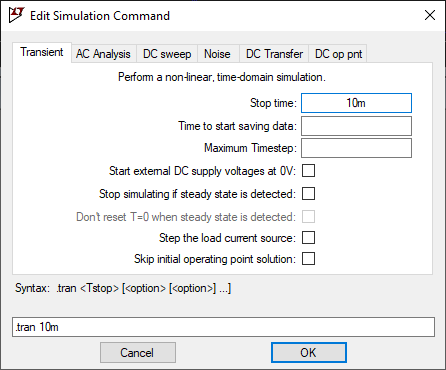 Edit Simulation Command
Transient AC Analysis DC sweep Noise DC Transfer DC op pnt
Perform a non-linear, time-domain simulation.
Stop time: 10m
Time to start saving data:
Maximum Timestep:
Start external DC supply voltages at 0V:
Stop simulating if steady state is detected:
Don't reset T=0 when steady state is detected:
Step the load current source:
Skip initial operating point solution:
Syntax: .tran <Tstop> [<option> [<option>] ...]
.tran 10m
Cancel OK